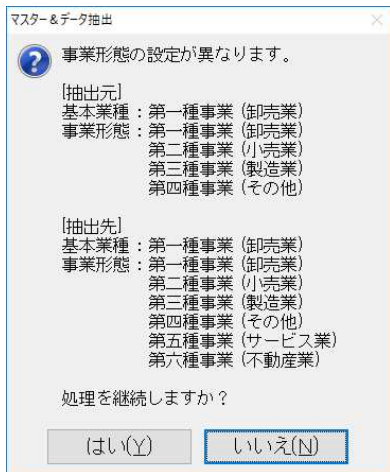 マスター&データ抽出
事業形態の設定が異なります。
[抽出元]
基本業種:第一種事業(卸売業)
事業形態:第一種事業(卸売業)
第二種事業(小売業)
第三種事業(製造業)
第四種事業(その他)
[抽出先]
基本業種:第一種事業(卸売業)
事業形態:第一種事業(卸売業)
第二種事業(小売業)
第三種事業(製造業)
第四種事業(その他)
第五種事業(サービス業)
第六種事業(不動産業)
処理を継続しますか?
はい(Y) いいえ(N)